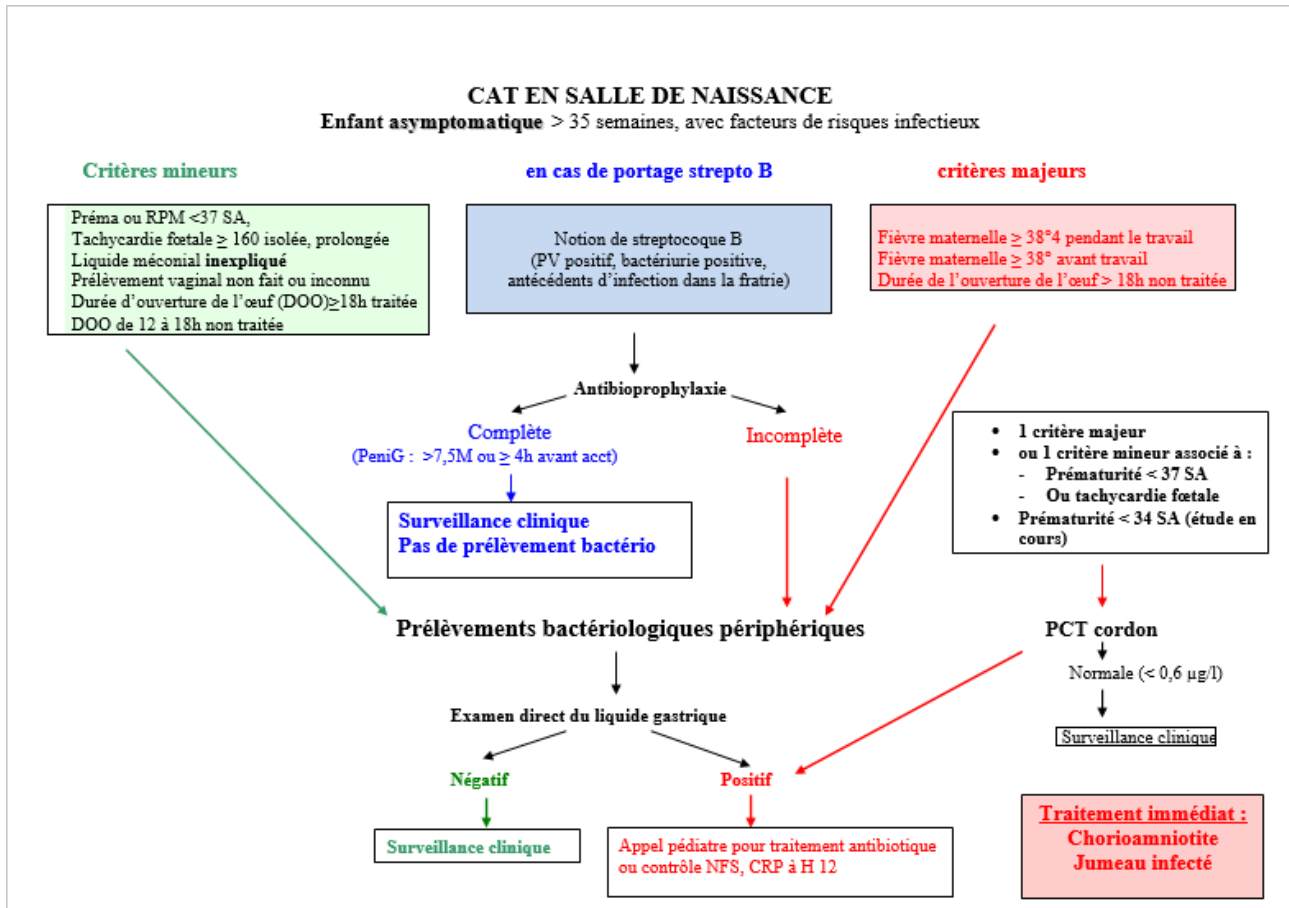 CAT EN SALLE DE NAISSANCE
Enfant asymptomatique > 35 semaines, avec facteurs de risques infectieux
Critères mineurs
Préma ou RPM <37 SA,
Tachycardie fœtale ≥ 160 isolée, prolongée
Liquide méconial inexpliqué
Prélèvement vaginal non fait ou inconnu
Durée d'ouverture de l'œuf (DOO)≥18h traitée
DOO de 12 à 18h non traitée
en cas de portage strepto B
Notion de streptocoque B
(PV positif, bactériurie positive,
antécédents d'infection dans la fratrie)
critères majeurs
Fièvre maternelle ≥ 38°4 pendant le travail
Fièvre maternelle ≥ 38° avant travail
Durée de l'ouverture de l'œuf > 18h non traitée
Antibioprophylaxie
Complète
(PeniG : >7,5M ou ≥ 4h avant acct)
Incomplète
Surveillance clinique
Pas de prélèvement bactério
• 1 critère majeur
• ou 1 critère mineur associé à :
- Prématurité < 37 SA
- Ou tachycardie fœtale
• Prématurité < 34 SA (étude en
cours)
Prélèvements bactériologiques périphériques
PCT cordon
Normale (< 0,6 µg/l)
Surveillance clinique
Examen direct du liquide gastrique
Négatif
Positif
Surveillance clinique
Appel pédiatre pour traitement antibiotique
ou contrôle NFS, CRP à H 12
Traitement immédiat :
Chorioamniotite
Jumeau infecté